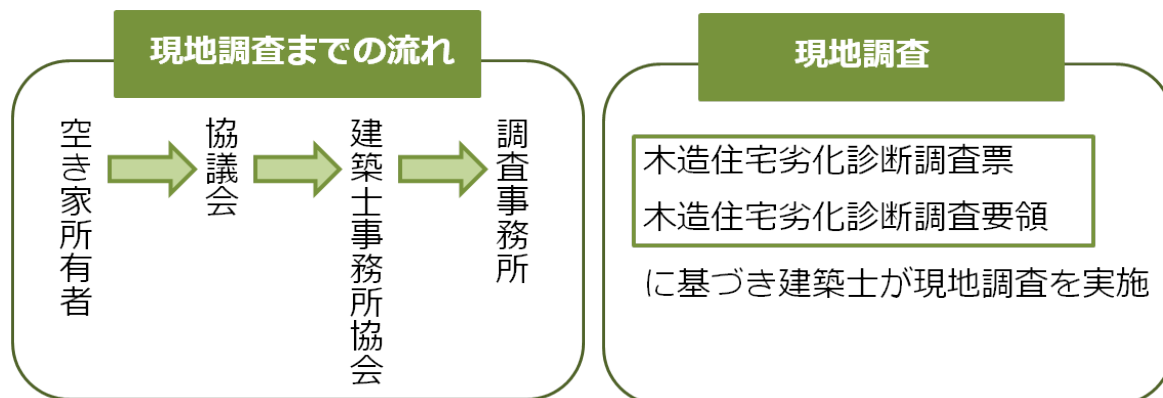 現地調査までの流れ
空き家所有者
協議会
建築士事務所協会
調査事務所
現地調査
木造住宅劣化診断調査票
木造住宅劣化診断調査要領
に基づき建築士が現地調査を実施